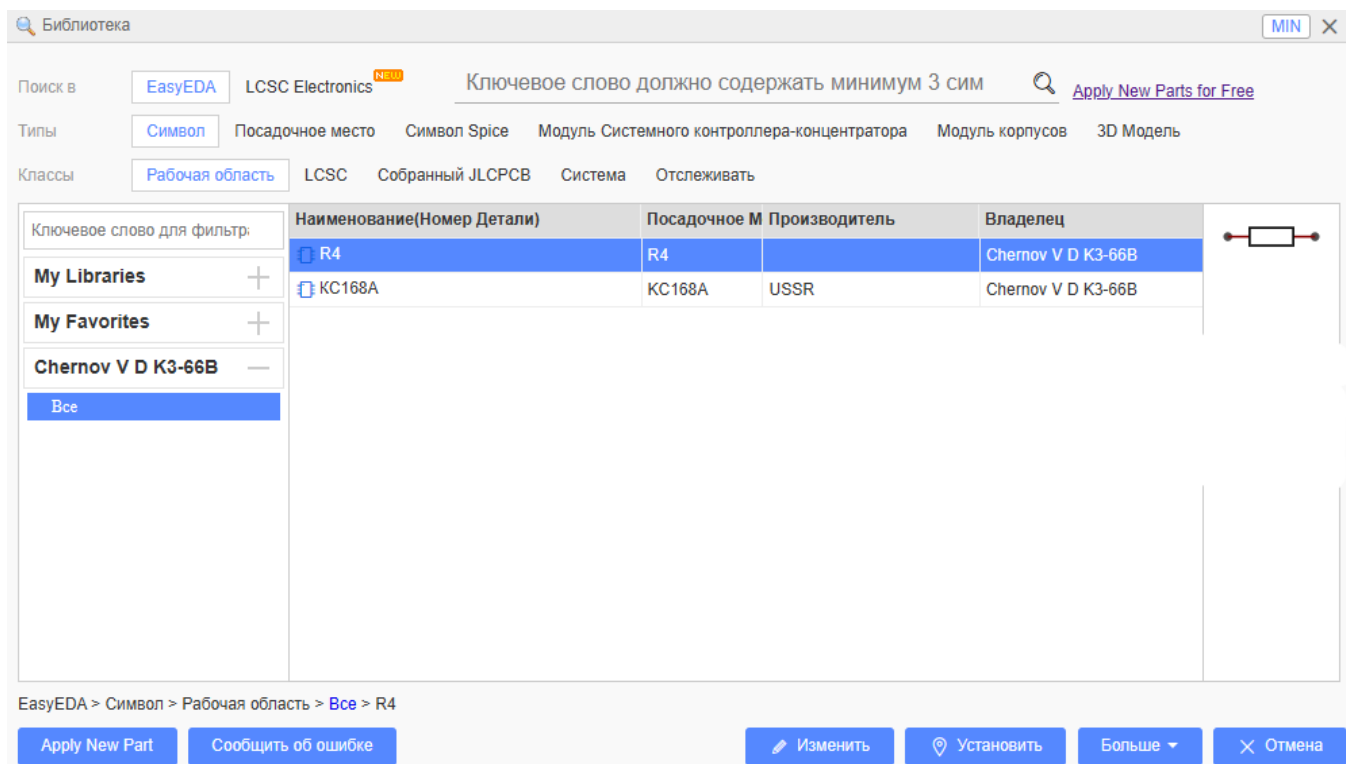 Библиотека MIN
Поиск в EasyEDA LCSC Electronics NEW Ключевое слово должно содержать минимум 3 сим Apply New Parts for Free
Типы Символ Посадочное место Символ Spice Модуль Системного контроллера-концентратора Модуль корпусов 3D Модель
Классы Рабочая область LCSC Собранный JLCPCB Система Отслеживать
Ключевое слово для фильтр
Наименование(Номер Детали) Посадочное М Производитель Владелец
R4 R4 Chernov V D K3-66B
My Libraries
КС168А КС168А USSR Chernov V D K3-66B
My Favorites
Chernov V D K3-66B
Все
EasyEDA > Символ > Рабочая область > Все > R4
Apply New Part Сообщить об ошибке Изменить Установить Больше Отмена